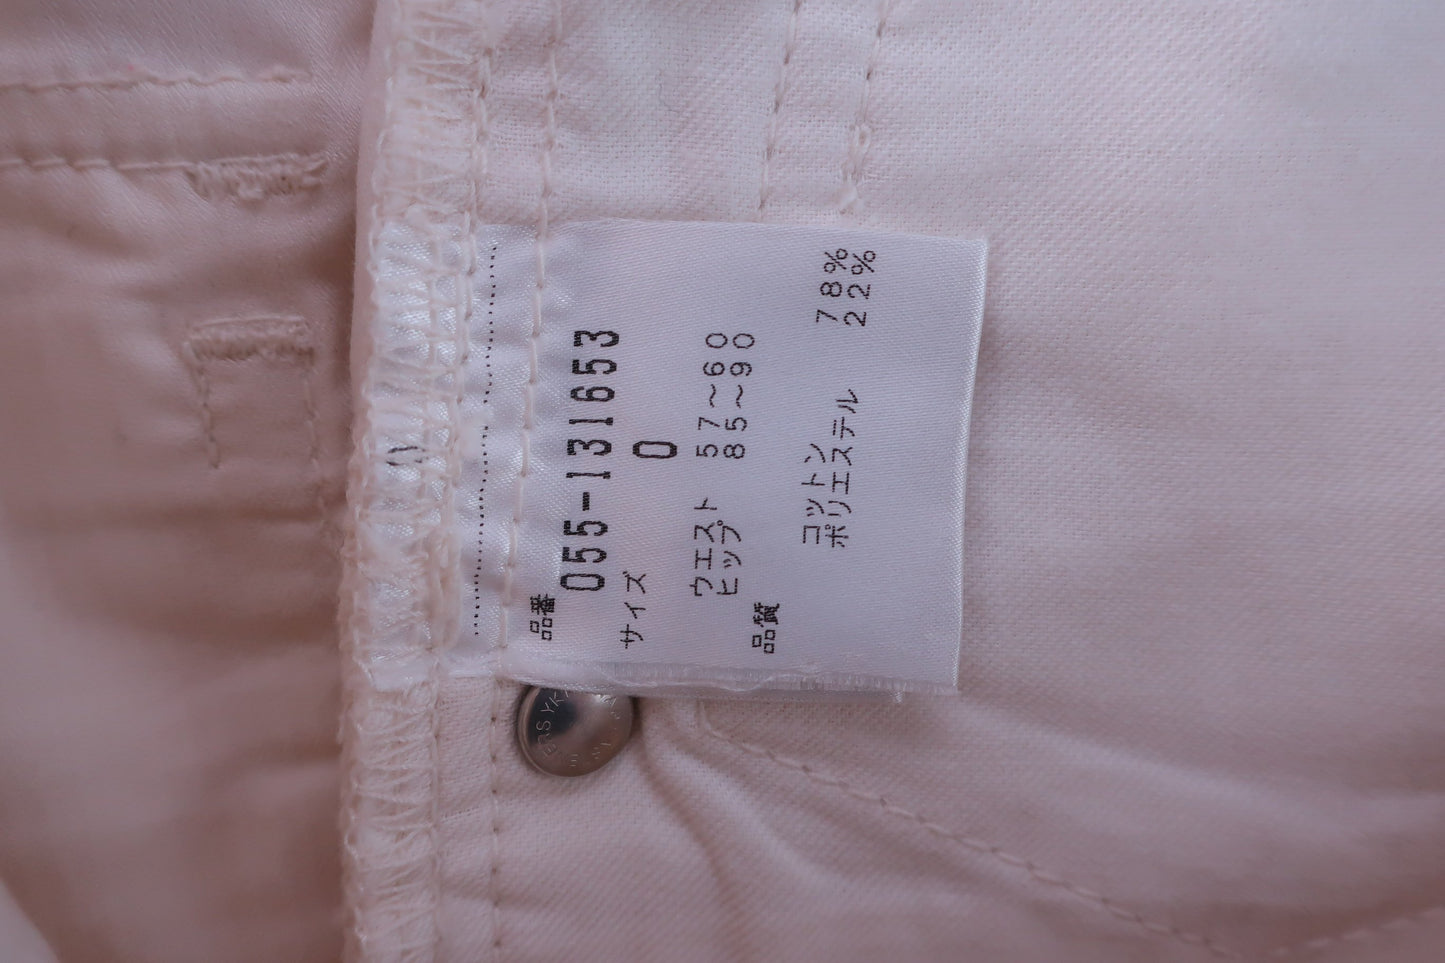 品番
055-131653
サイズ 0
ウエスト 57～60
ヒップ 85～90
品質
コットン 78%
ポリエステル 22%
YKK